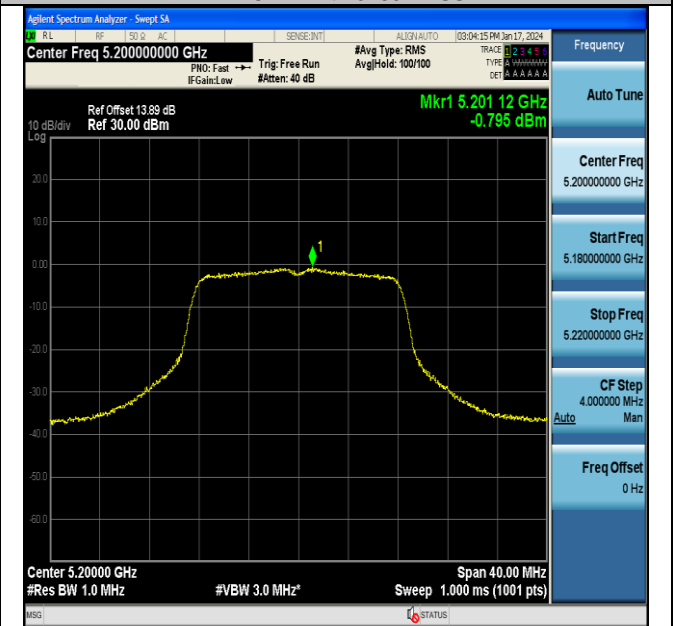 Agilent Spectrum Analyzer - Swept SA
RL RF 50 Ω AC SENSE:INT ALIGN AUTO 03:04:15 PM Jan 17, 2024
Center Freq 5.200000000 GHz
PNO: Fast
IFGain:Low
Trig: Free Run
#Atten: 40 dB
#Avg Type: RMS
Avg|Hold: 100/100
TRACE 1 2 3 4 5 6
TYPE A WWWWW
DET A A A A A A
Mkr1 5.201 12 GHz
-0.795 dBm
Ref Offset 13.89 dB
10 dB/div Ref 30.00 dBm
Log
20.0
10.0
0.00
-10.0
-20.0
-30.0
-40.0
-50.0
-60.0
1
Center 5.20000 GHz Span 40.00 MHz
#Res BW 1.0 MHz #VBW 3.0 MHz* Sweep 1.000 ms (1001 pts)
MSG STATUS
Frequency
Auto Tune
Center Freq
5.200000000 GHz
Start Freq
5.180000000 GHz
Stop Freq
5.220000000 GHz
CF Step
4.000000 MHz
Auto Man
Freq Offset
0 Hz